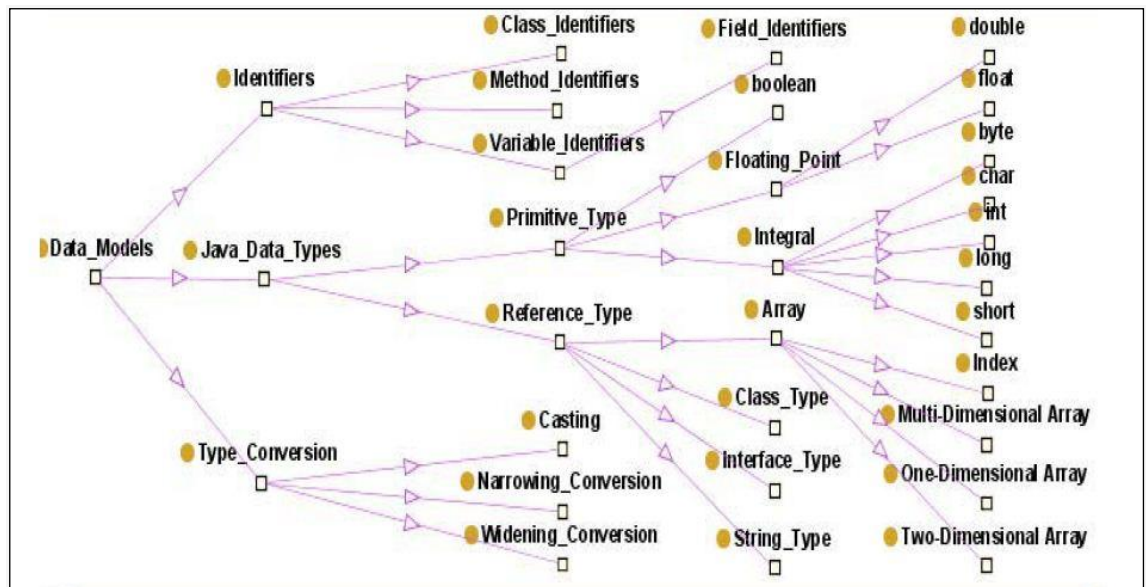 Class_Identifiers
Field_Identifiers
double
Identifiers
Method_Identifiers
boolean
float
Variable_Identifiers
Floating_Point
byte
char
Data_Models
Java_Data_Types
Primitive_Type
Integral
int
long
Reference_Type
Array
short
Index
Type_Conversion
Casting
Class_Type
Multi-Dimensional Array
Narrowing_Conversion
Interface_Type
One-Dimensional Array
Widening_Conversion
String_Type
Two-Dimensional Array